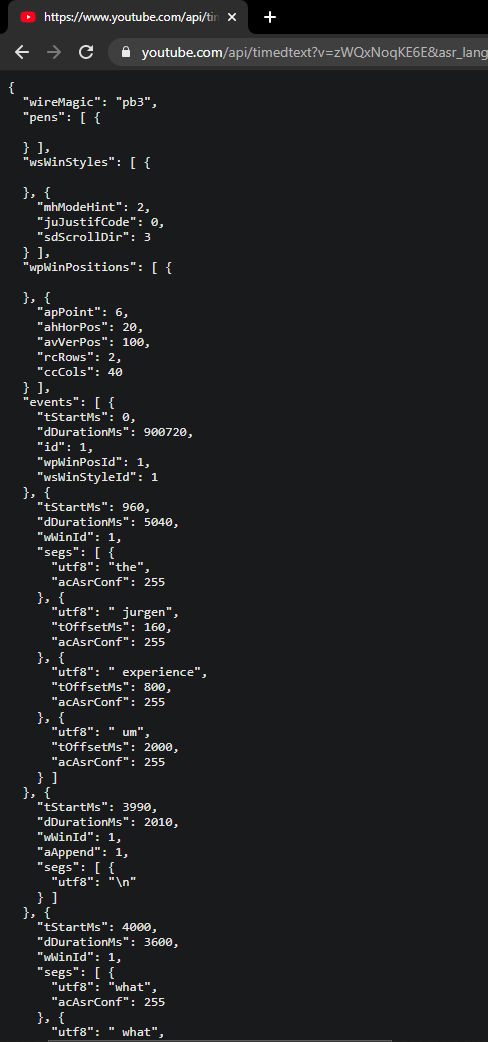 https://www.youtube.com/api/tim
youtube.com/api/timedtext?v=zWQxNoqKE6E&asr_lang
{
  "wireMagic": "pb3",
  "pens": [ {

  } ],
  "wsWinStyles": [ {

  }, {
    "mhModeHint": 2,
    "juJustifCode": 0,
    "sdScrollDir": 3
  } ],
  "wpWinPositions": [ {

  }, {
    "apPoint": 6,
    "ahHorPos": 20,
    "avVerPos": 100,
    "rcRows": 2,
    "ccCols": 40
  } ],
  "events": [ {
    "tStartMs": 0,
    "dDurationMs": 900720,
    "id": 1,
    "wpWinPosId": 1,
    "wsWinStyleId": 1
  }, {
    "tStartMs": 960,
    "dDurationMs": 5040,
    "wWinId": 1,
    "segs": [ {
      "utf8": "the",
      "acAsrConf": 255
    }, {
      "utf8": " jurgen",
      "tOffsetMs": 160,
      "acAsrConf": 255
    }, {
      "utf8": " experience",
      "tOffsetMs": 800,
      "acAsrConf": 255
    }, {
      "utf8": " um",
      "tOffsetMs": 2000,
      "acAsrConf": 255
    } ]
  }, {
    "tStartMs": 3990,
    "dDurationMs": 2010,
    "wWinId": 1,
    "aAppend": 1,
    "segs": [ {
      "utf8": "\n"
    } ]
  }, {
    "tStartMs": 4000,
    "dDurationMs": 3600,
    "wWinId": 1,
    "segs": [ {
      "utf8": "what",
      "acAsrConf": 255
    }, {
      "utf8": " what",